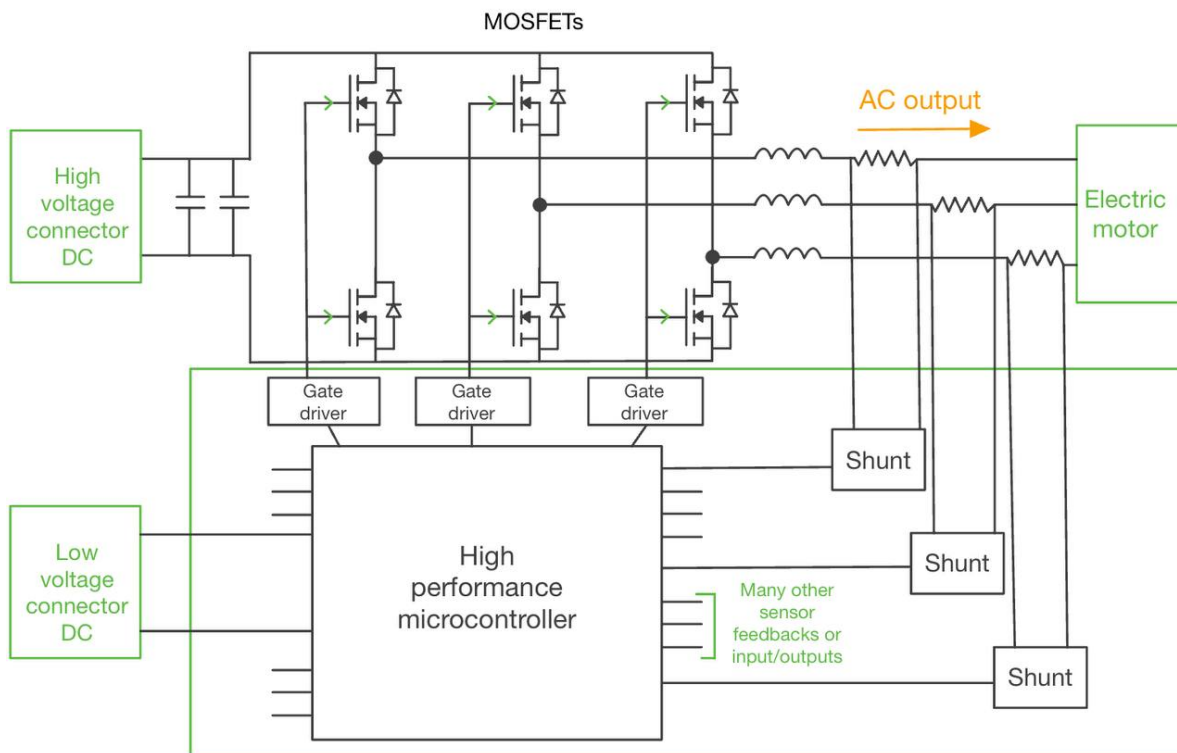 MOSFETs
AC output
High
voltage
connector
DC
Electric
motor
Gate
driver
Gate
driver
Gate
driver
Shunt
Low
voltage
connector
DC
High
performance
microcontroller
Shunt
Many other
sensor
feedbacks or
input/outputs
Shunt